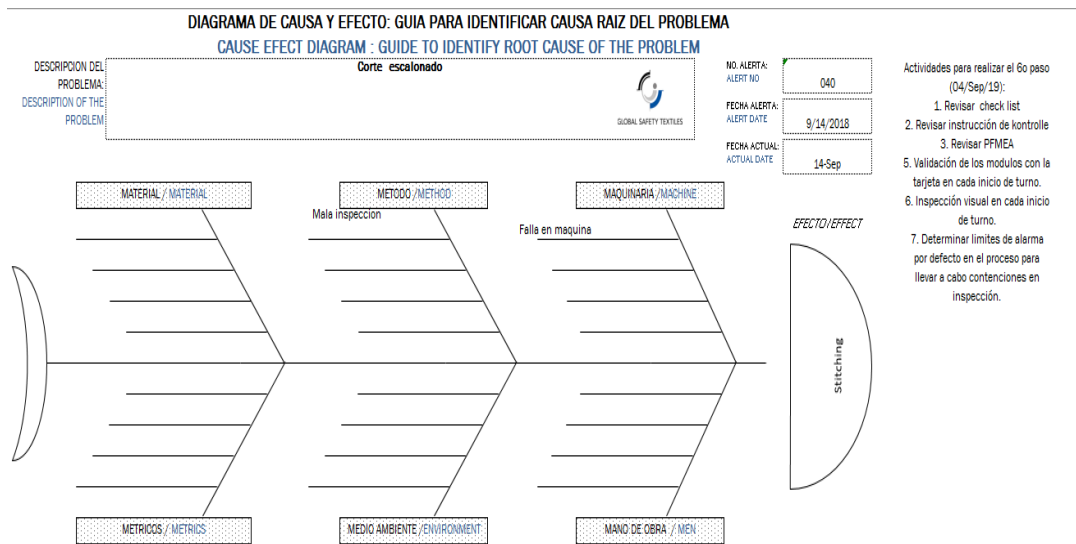 DIAGRAMA DE CAUSA Y EFECTO: GUIA PARA IDENTIFICAR CAUSA RAIZ DEL PROBLEMA
CAUSE EFECT DIAGRAM : GUIDE TO IDENTIFY ROOT CAUSE OF THE PROBLEM
DESCRIPCION DEL
PROBLEMA:
DESCRIPTION OF THE
PROBLEM
Corte escalonado
GLOBAL SAFETY TEXTILES
NO. ALERTA:
ALERT NO
040
FECHA ALERTA:
ALERT DATE
9/14/2018
FECHA ACTUAL:
ACTUAL DATE
14-Sep
Actividades para realizar el 6o paso
(04/Sep/19):
1. Revisar check list
2. Revisar instrucción de kontrolle
3. Revisar PFMEA
5. Validación de los modulos con la
tarjeta en cada inicio de turno.
6. Inspección visual en cada inicio
de turno.
7. Determinar limites de alarma
por defecto en el proceso para
llevar a cabo contenciones en
inspección.
MATERIAL / MATERIAL
METODO /METHOD
MAQUINARIA /MACHINE
Mala inspeccion
Falla en maquina
EFECTO/EFFECT
Stitching
METRICOS / METRICS
MEDIO AMBIENTE /ENVIRONMENT
MANO DE OBRA / MEN